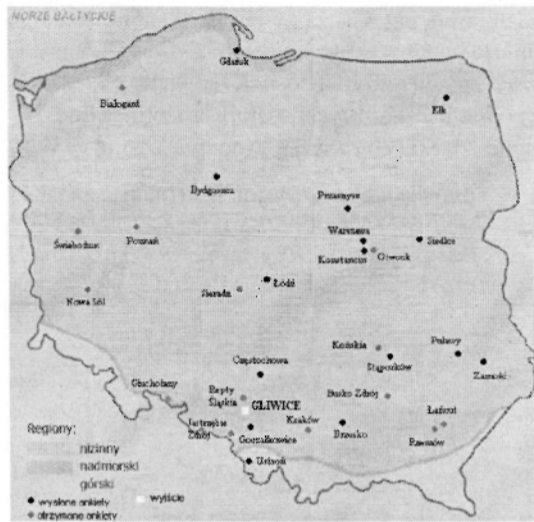 MORZE BAŁTYCKIE
Gdańsk
Białogard
Ełk
Bydgoszcz
Przasnysz
Świebodzin
Poznań
Warszawa
Siedlce
Konstancin
Otwock
Nowa Sól
Sieradz
Łódź
Końskie
Stąporków
Puławy
Zamość
Częstochowa
Głuchołazy
Repty
Śląskie
GLIWICE
Busko Zdrój
Łańcut
Jastrzębie
Zdrój
Goczałkowice
Kraków
Brzesko
Rzeszów
Ustroń
Regiony:
nizinny
nadmorski
górski
wysłane ankiety
wyjście
otrzymane ankiety